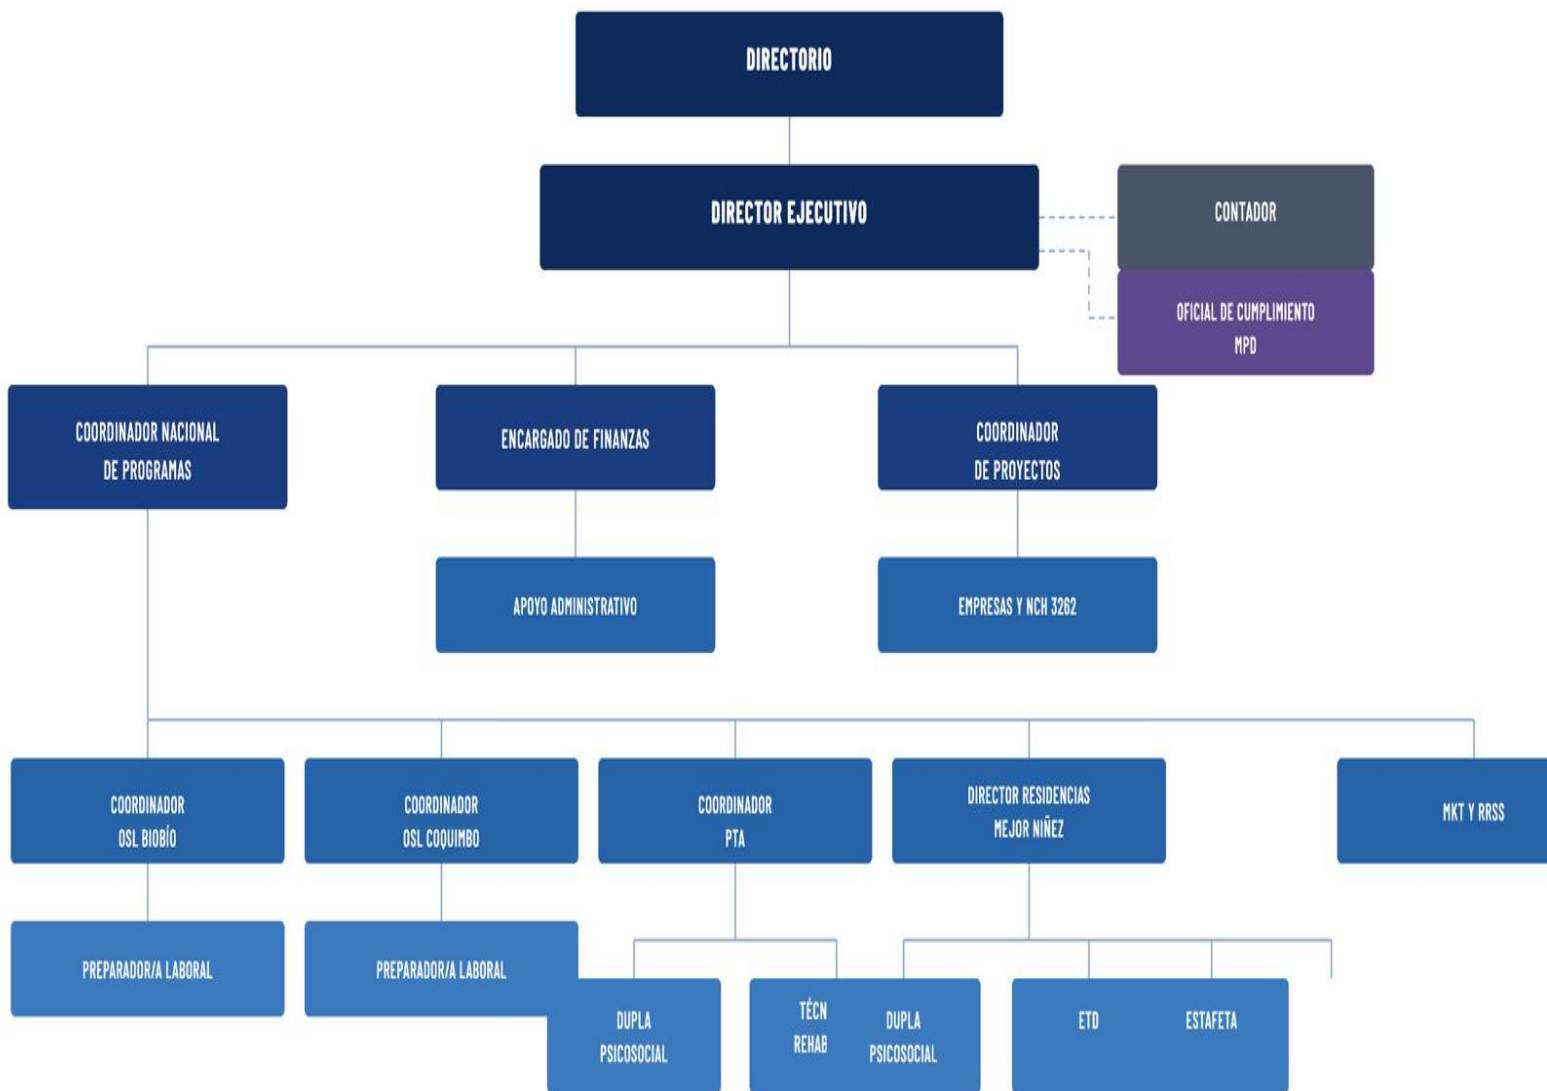 DIRECTORIO
DIRECTOR EJECUTIVO
CONTADOR
OFICIAL DE CUMPLIMIENTO
MPD
COORDINADOR NACIONAL
DE PROGRAMAS
ENCARGADO DE FINANZAS
COORDINADOR
DE PROYECTOS
APOYO ADMINISTRATIVO
EMPRESAS Y NCH 3262
COORDINADOR
OSL BIOBÍO
COORDINADOR
OSL COQUIMBO
COORDINADOR
PTA
DIRECTOR RESIDENCIAS
MEJOR NIÑEZ
MKT Y RRSS
PREPARADOR/A LABORAL
PREPARADOR/A LABORAL
DUPLA
PSICOSOCIAL
TÉCN
REHAB
DUPLA
PSICOSOCIAL
ETD
ESTAFETA